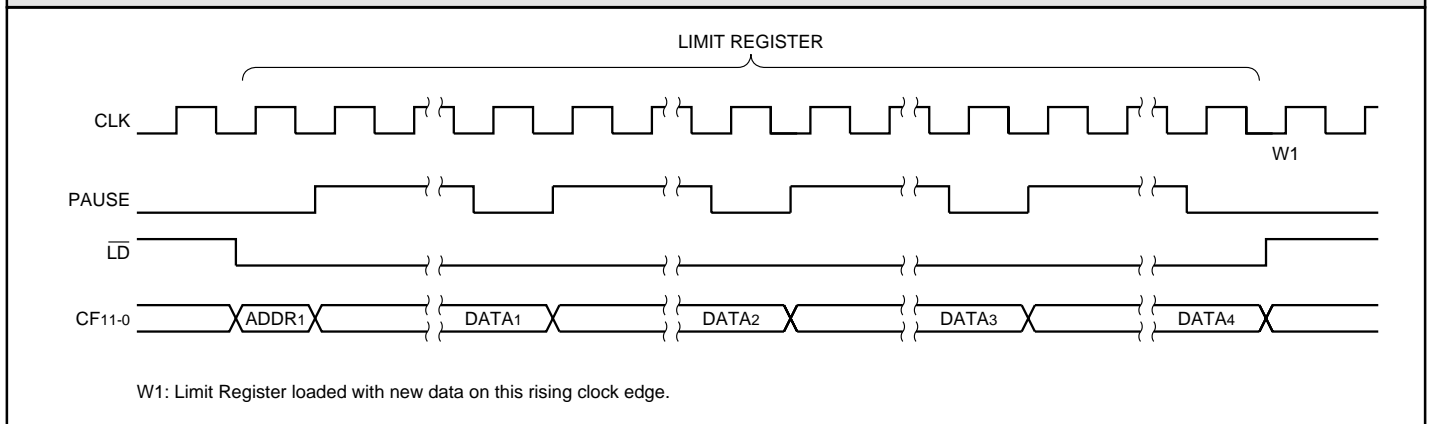 LIMIT REGISTER
CLK
W1
PAUSE
LD
CF11-0
ADDR1
DATA1
DATA2
DATA3
DATA4
W1: Limit Register loaded with new data on this rising clock edge.